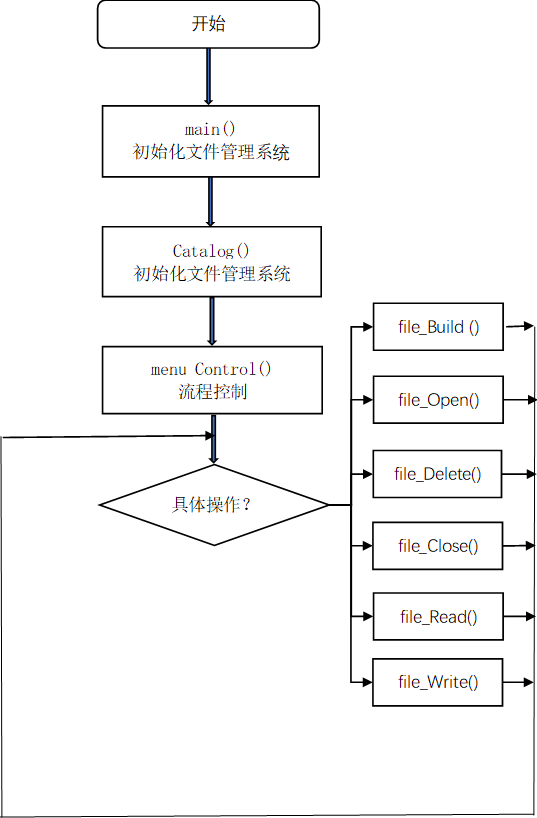 开始
main()
初始化文件管理系统
Catalog()
初始化文件管理系统
menu Control()
流程控制
具体操作？
file_Build ()
file_Open()
file_Delete()
file_Close()
file_Read()
file_Write()